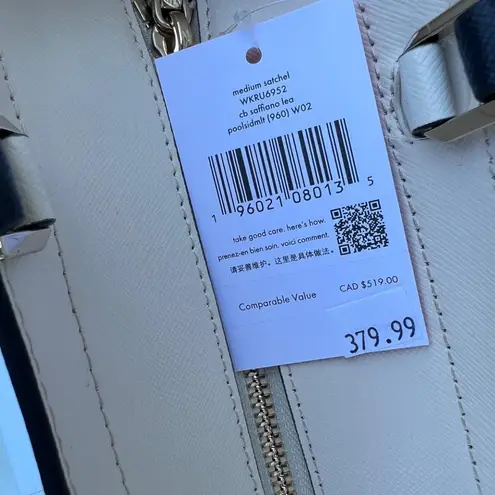 medium satchel
WKRU6952
cb saffiano lea
poolsidmlt (960) W02
1 96021 08013 5
take good care. here's how.
prenez-en bien soin. voici comment.
请妥善维护。这里是具体做法。
Comparable Value CAD $519.00
379.99